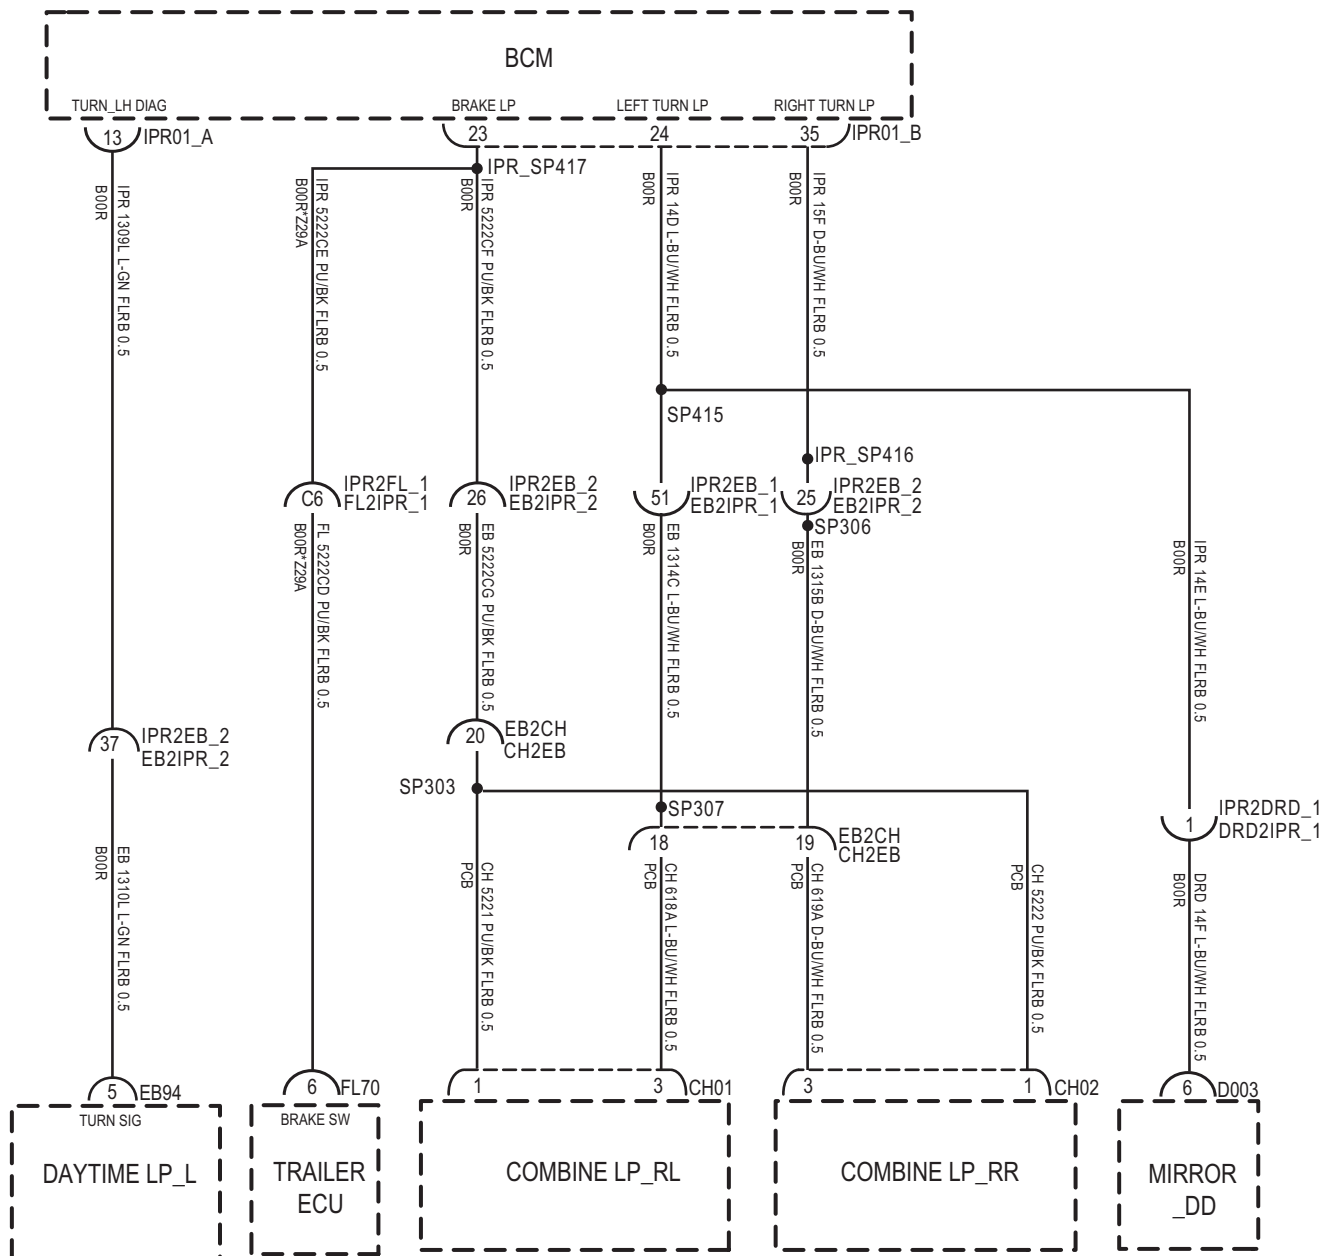 BCM
TURN_LH DIAG
BRAKE LP
LEFT TURN LP
RIGHT TURN LP
13
IPR01_A
23
24
35
IPR01_B
IPR_SP417
IPR 1309L L-GN FLRB 0.5
B00R
IPR 5222CE PU/BK FLRB 0.5
B00R*Z29A
IPR 5222CF PU/BK FLRB 0.5
B00R
IPR 14D L-BU/WH FLRB 0.5
B00R
IPR 15F D-BU/WH FLRB 0.5
B00R
SP415
IPR_SP416
C6
IPR2FL_1
FL2IPR_1
26
IPR2EB_2
EB2IPR_2
51
IPR2EB_1
EB2IPR_1
25
IPR2EB_2
EB2IPR_2
SP306
FL 5222CD PU/BK FLRB 0.5
B00R*Z29A
EB 5222CG PU/BK FLRB 0.5
B00R
EB 1314C L-BU/WH FLRB 0.5
B00R
EB 1315B D-BU/WH FLRB 0.5
B00R
IPR 14E L-BU/WH FLRB 0.5
B00R
37
IPR2EB_2
EB2IPR_2
20
EB2CH
CH2EB
SP303
SP307
18
19
EB2CH
CH2EB
1
IPR2DRD_1
DRD2IPR_1
EB 1310L L-GN FLRB 0.5
B00R
CH 5221 PU/BK FLRB 0.5
PCB
CH 618A L-BU/WH FLRB 0.5
PCB
CH 619A D-BU/WH FLRB 0.5
PCB
CH 5222 PU/BK FLRB 0.5
PCB
DRD 14F L-BU/WH FLRB 0.5
B00R
5
EB94
6
FL70
1
3
CH01
3
1
CH02
6
D003
TURN SIG
DAYTIME LP_L
BRAKE SW
TRAILER
ECU
COMBINE LP_RL
COMBINE LP_RR
MIRROR
_DD